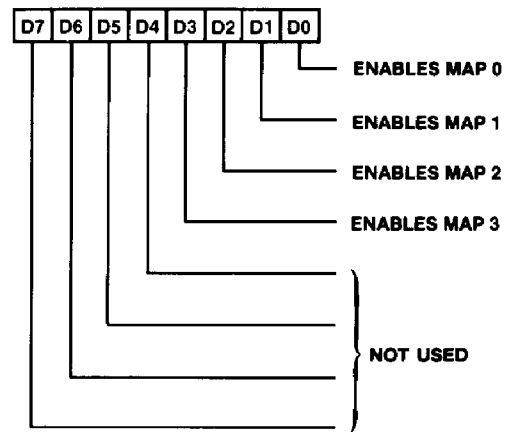 D7 D6 D5 D4 D3 D2 D1 D0
ENABLES MAP 0
ENABLES MAP 1
ENABLES MAP 2
ENABLES MAP 3
NOT USED